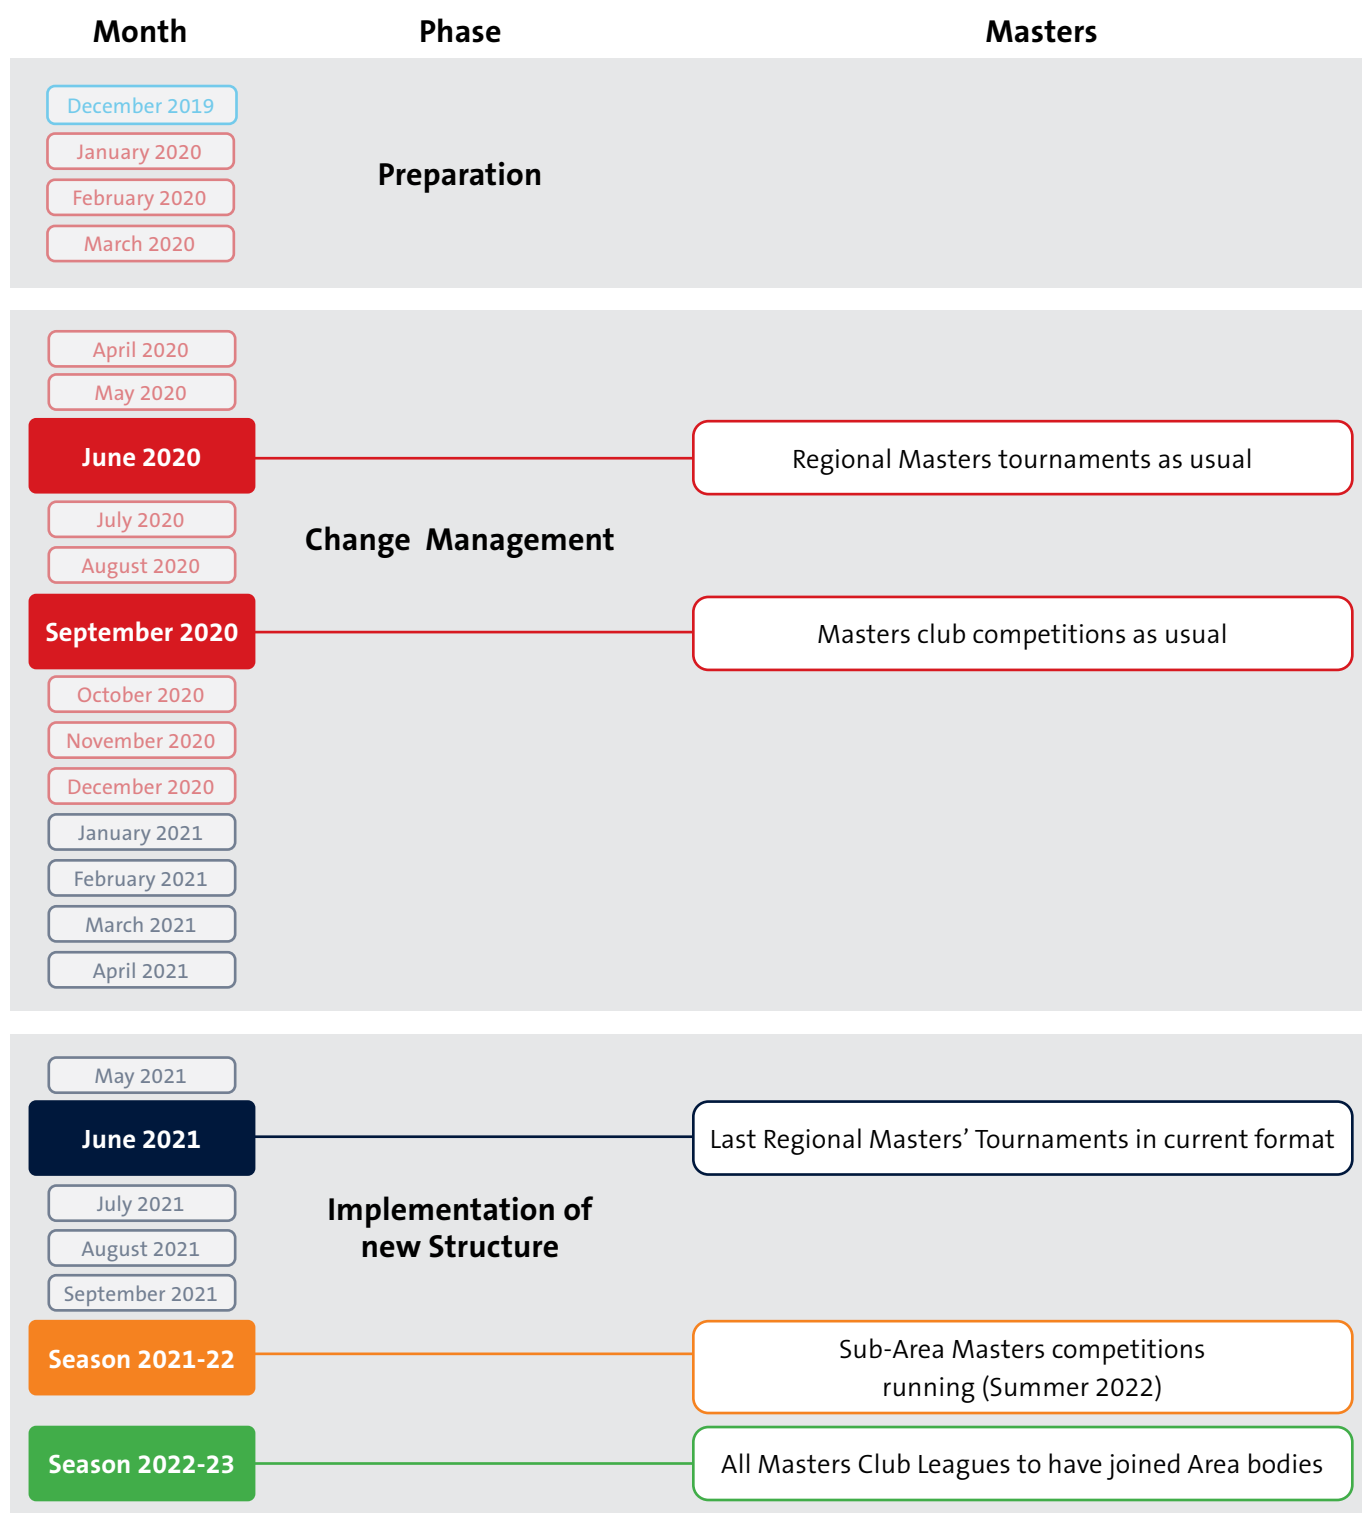 Month Phase Masters
December 2019
January 2020
Preparation
February 2020
March 2020
April 2020
May 2020
June 2020 Regional Masters tournaments as usual
July 2020
Change Management
August 2020
September 2020 Masters club competitions as usual
October 2020
November 2020
December 2020
January 2021
February 2021
March 2021
April 2021
May 2021
June 2021 Last Regional Masters’ Tournaments in current format
July 2021
Implementation of
new Structure
August 2021
September 2021
Season 2021-22 Sub-Area Masters competitions
running (Summer 2022)
Season 2022-23 All Masters Club Leagues to have joined Area bodies